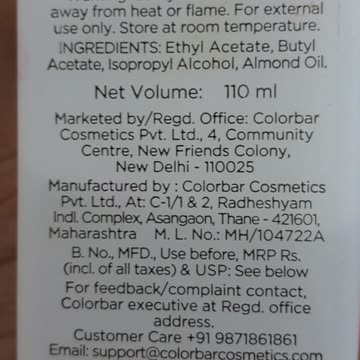 away from heat or flame. For external
use only. Store at room temperature.
INGREDIENTS: Ethyl Acetate, Butyl
Acetate, Isopropyl Alcohol, Almond Oil.
Net Volume: 110 ml
Marketed by/Regd. Office: Colorbar
Cosmetics Pvt. Ltd., 4, Community
Centre, New Friends Colony,
New Delhi - 110025
Manufactured by : Colorbar Cosmetics
Pvt. Ltd., At: C-1/1 & 2, Radheshyam
Indl. Complex, Asangaon, Thane - 421601,
Maharashtra M. L. No.: MH/104722A
B. No., MFD., Use before, MRP Rs.
(incl. of all taxes) & USP: See below
For feedback/complaint contact,
Colorbar executive at Regd. office
address.
Customer Care +91 9871861861
Email: support@colorbarcosmetics.com